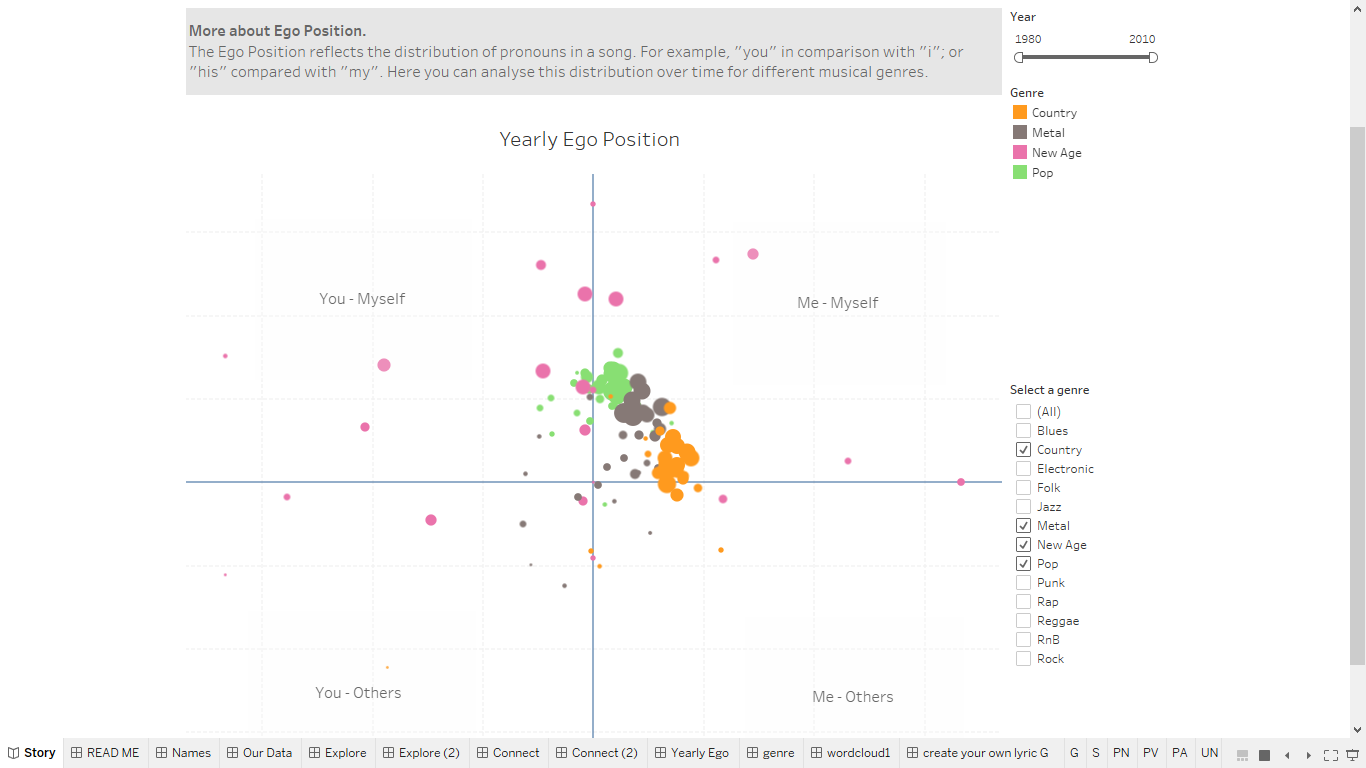 More about Ego Position.
The Ego Position reflects the distribution of pronouns in a song. For example, "you" in comparison with "i"; or
"his" compared with "my". Here you can analyse this distribution over time for different musical genres.
Yearly Ego Position
You - Myself
Me - Myself
You - Others
Me - Others
Year
1980 2010
Genre
Country
Metal
New Age
Pop
Select a genre
(All)
Blues
Country
Electronic
Folk
Jazz
Metal
New Age
Pop
Punk
Rap
Reggae
RnB
Rock
Story READ ME Names Our Data Explore Explore (2) Connect Connect (2) Yearly Ego genre wordcloud1 create your own lyric G G S PN PV PA UN